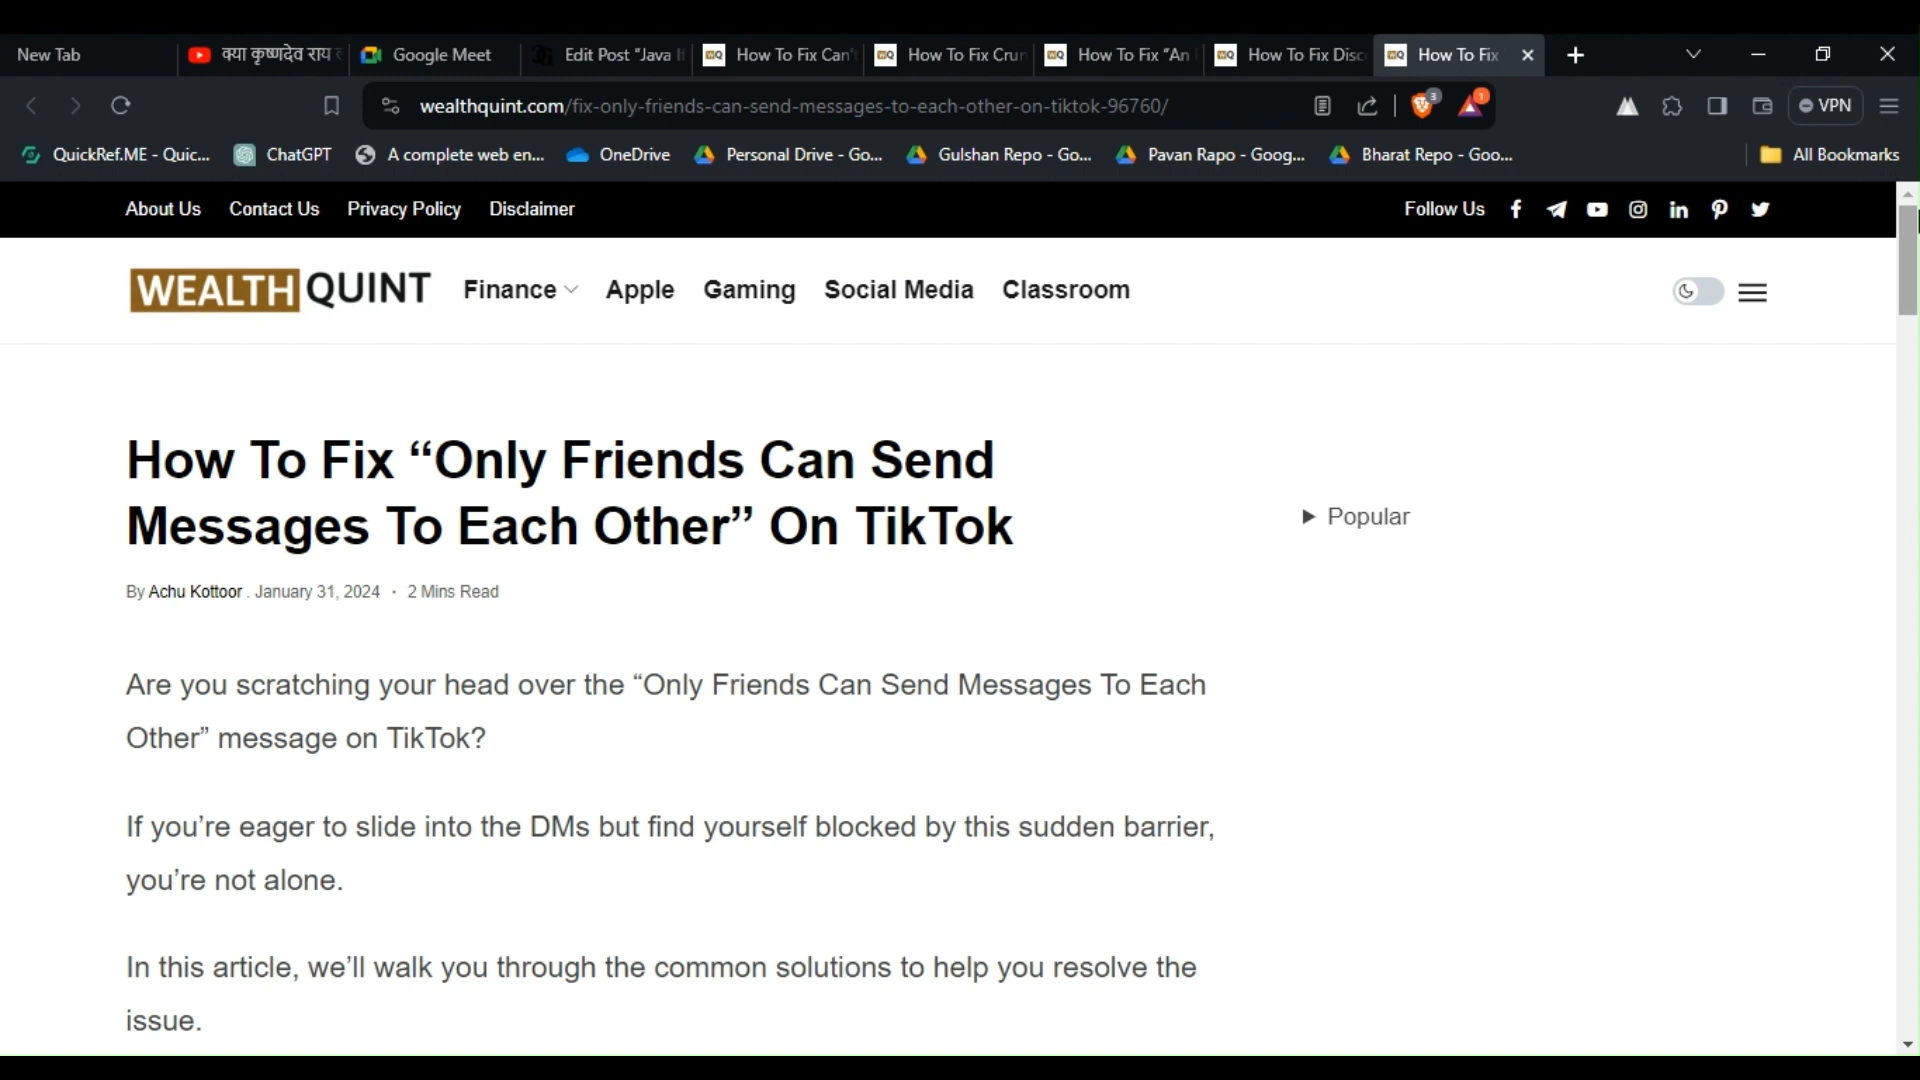 New Tab
क्या कृष्णदेव राय
Google Meet
Edit Post “Java I
How To Fix Can't
How To Fix Crun
How To Fix “An
How To Fix Disc
How To Fix
wealthquint.com/fix-only-friends-can-send-messages-to-each-other-on-tiktok-96760/
3
1
VPN
QuickRef.ME - Quic...
ChatGPT
A complete web en...
OneDrive
Personal Drive - Go...
Gulshan Repo - Go...
Pavan Rapo - Goog...
Bharat Repo - Goo...
All Bookmarks
About Us
Contact Us
Privacy Policy
Disclaimer
Follow Us
WEALTH QUINT
Finance
Apple
Gaming
Social Media
Classroom
How To Fix “Only Friends Can Send
Messages To Each Other” On TikTok
By Achu Kottoor . January 31, 2024 · 2 Mins Read
Popular
Are you scratching your head over the “Only Friends Can Send Messages To Each
Other” message on TikTok?
If you’re eager to slide into the DMs but find yourself blocked by this sudden barrier,
you’re not alone.
In this article, we’ll walk you through the common solutions to help you resolve the
issue.